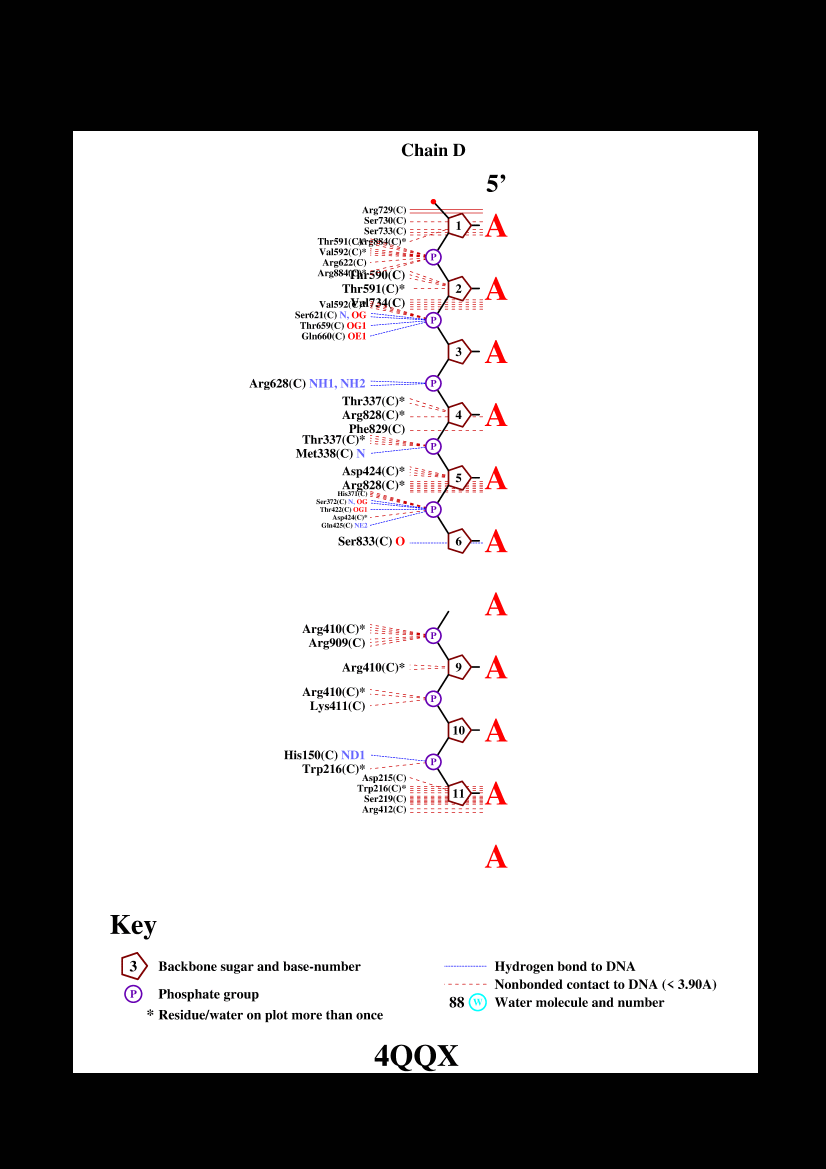 Chain D
5’
Arg729(C)
Ser730(C)
A
1
Ser733(C)
Thr591(C)*
Arg884(C)*
Val592(C)*
P
Arg622(C)
Arg884(C)*
Thr590(C)
Thr591(C)*
2
A
Val734(C)
Val592(C)*
Ser621(C) N, OG
P
Thr659(C) OG1
Gln660(C) OE1
3
A
Arg628(C) NH1, NH2
P
Thr337(C)*
Arg828(C)*
4
A
Phe829(C)
Thr337(C)*
P
Met338(C) N
Asp424(C)*
5
A
Arg828(C)*
His371(C)
Ser372(C) N, OG
Thr422(C) OG1
P
Asp424(C)*
Gln425(C) NE2
Ser833(C) O
6
A
A
Arg410(C)*
P
Arg909(C)
Arg410(C)*
9
A
Arg410(C)*
P
Lys411(C)
10
A
His150(C) ND1
P
Trp216(C)*
Asp215(C)
Trp216(C)*
11
A
Ser219(C)
Arg412(C)
A
Key
3 Backbone sugar and base-number
P Phosphate group
* Residue/water on plot more than once
Hydrogen bond to DNA
Nonbonded contact to DNA (< 3.90A)
88 W Water molecule and number
4QQX